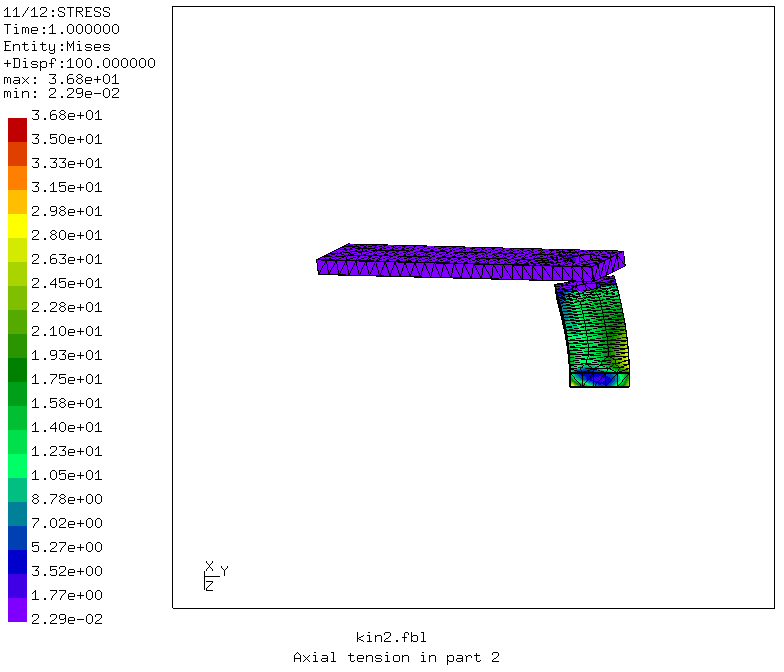 11/12:STRESS
Time:1.000000
Entity:Mises
+Dispf:100.000000
max: 3.68e+01
min: 2.29e-02
3.68e+01
3.50e+01
3.33e+01
3.15e+01
2.98e+01
2.80e+01
2.63e+01
2.45e+01
2.28e+01
2.10e+01
1.93e+01
1.75e+01
1.58e+01
1.40e+01
1.23e+01
1.05e+01
8.78e+00
7.02e+00
5.27e+00
3.52e+00
1.77e+00
2.29e-02
X
Y
Z
kin2.fbl
Axial tension in part 2